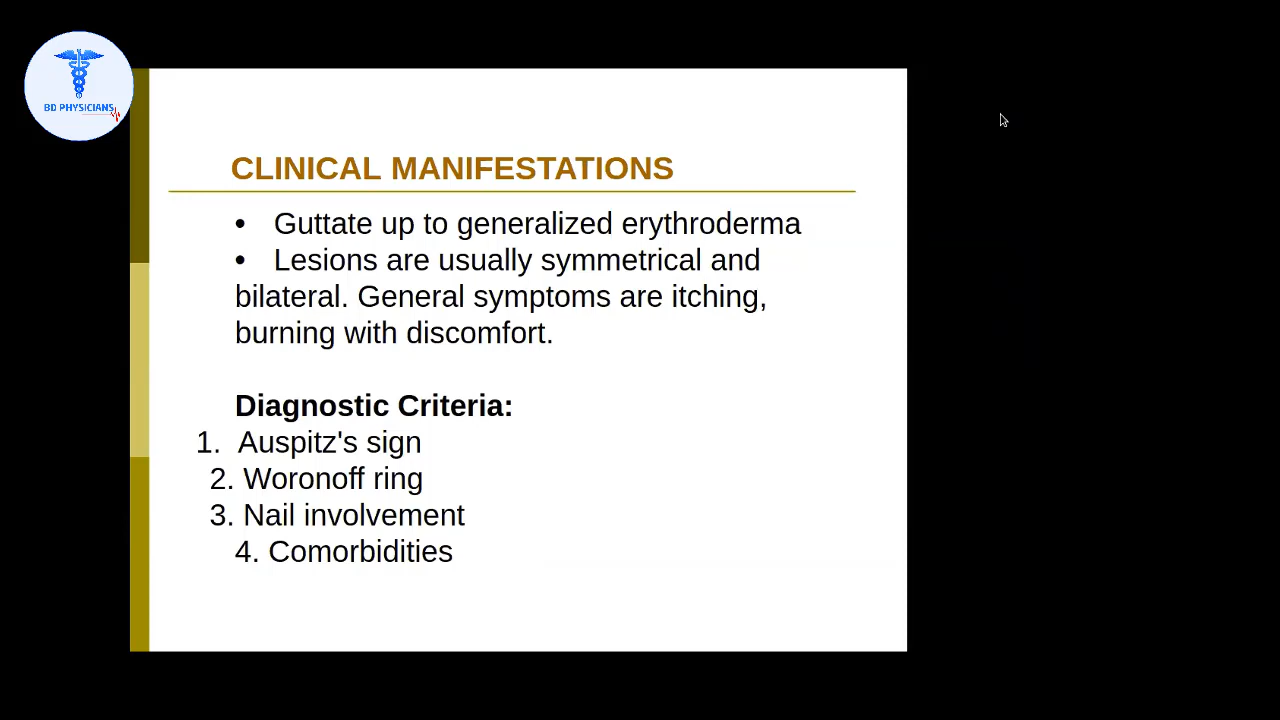 BD PHYSICIANS
CLINICAL MANIFESTATIONS
• Guttate up to generalized erythroderma
• Lesions are usually symmetrical and
bilateral. General symptoms are itching,
burning with discomfort.
Diagnostic Criteria:
1. Auspitz's sign
2. Woronoff ring
3. Nail involvement
4. Comorbidities